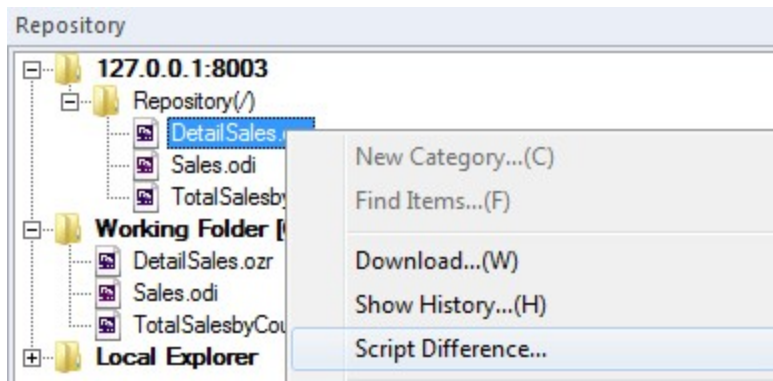 Repository
127.0.0.1:8003
Repository(/)
DetailSales.
Sales.odi
TotalSalesby
Working Folder [
DetailSales.ozr
Sales.odi
TotalSalesbyCou
Local Explorer
New Category...(C)
Find Items...(F)
Download...(W)
Show History...(H)
Script Difference...